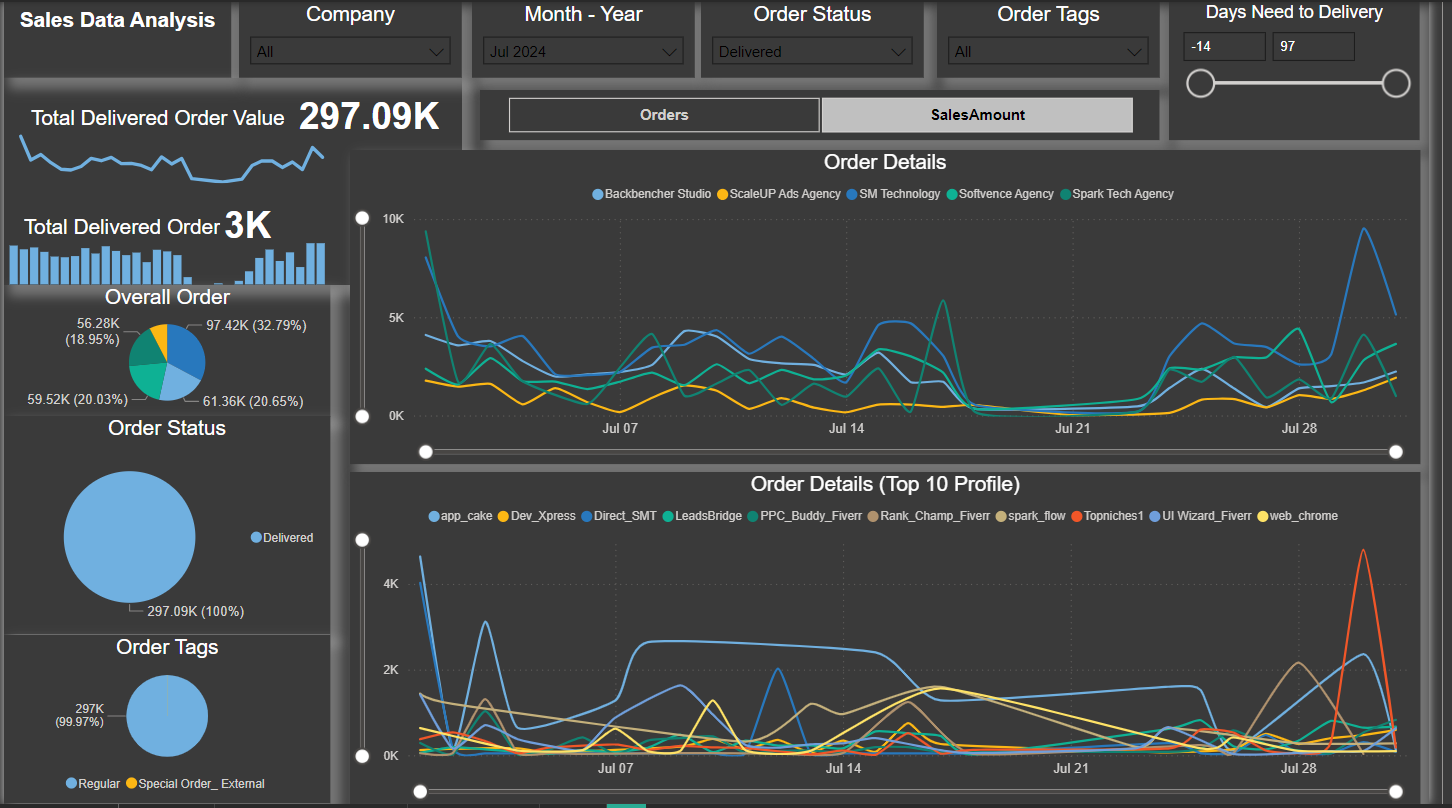 Sales Data Analysis
Company
All
Month - Year
Jul 2024
Order Status
Delivered
Order Tags
All
Days Need to Delivery
-14
97
Orders
SalesAmount
Total Delivered Order Value 297.09K
Total Delivered Order 3K
Overall Order
56.28K
(18.95%)
97.42K (32.79%)
59.52K (20.03%)
61.36K (20.65%)
Order Status
Delivered
297.09K (100%)
Order Tags
297K
(99.97%)
Regular Special Order_ External
Order Details
Backbencher Studio ScaleUP Ads Agency SM Technology Softvence Agency Spark Tech Agency
10K
5K
0K
Jul 07 Jul 14 Jul 21 Jul 28
Order Details (Top 10 Profile)
app_cake Dev_Xpress Direct_SMT LeadsBridge PPC_Buddy_Fiverr Rank_Champ_Fiverr spark_flow Topniches1 UI Wizard_Fiverr web_chrome
4K
2K
0K
Jul 07 Jul 14 Jul 21 Jul 28